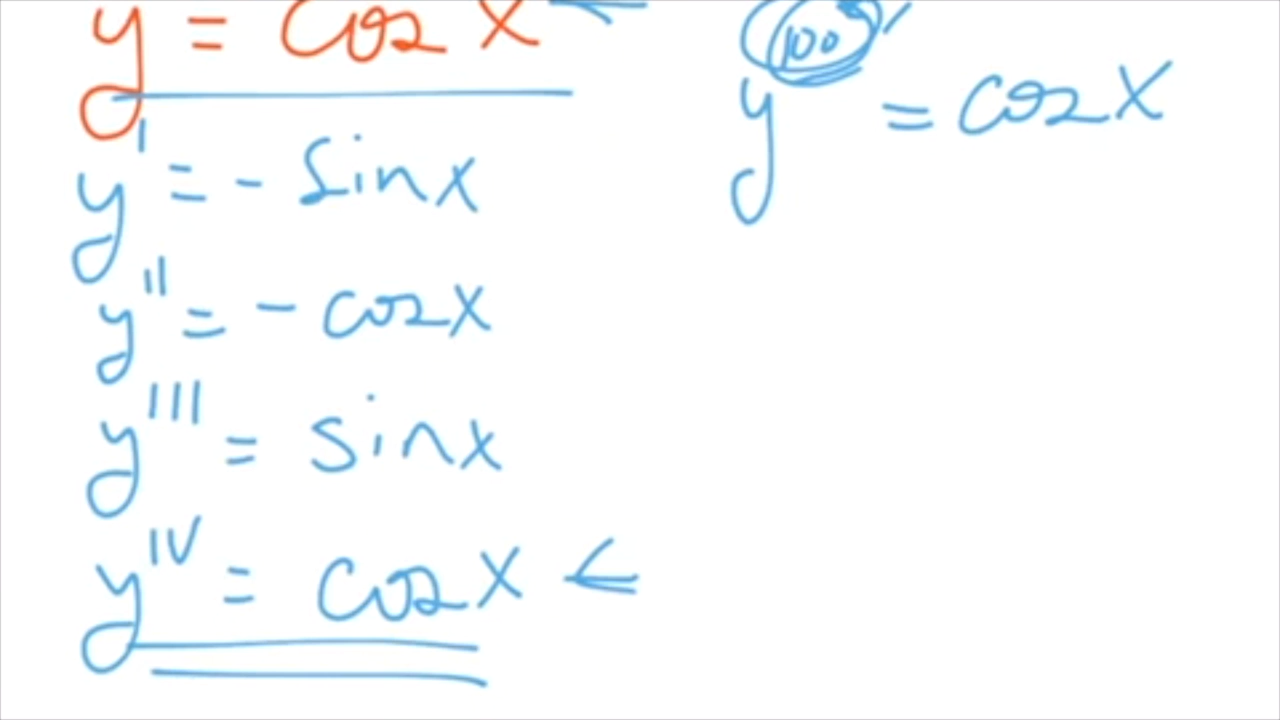 y = cos x
y' = - sin x
y'' = - cos x
y''' = sin x
y^IV = cos x
y^100 = cos x